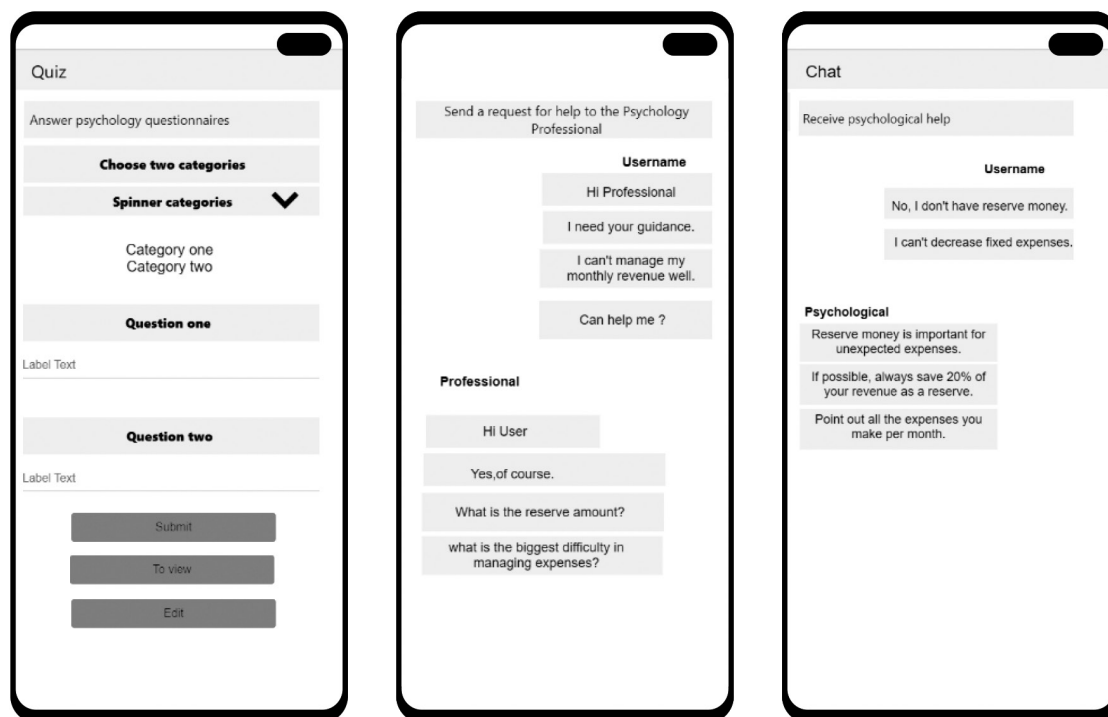 Quiz
Answer psychology questionnaires
Choose two categories
Spinner categories
Category one
Category two
Question one
Label Text
Question two
Label Text
Submit
To view
Edit
Send a request for help to the Psychology
Professional
Username
Hi Professional
I need your guidance.
I can't manage my
monthly revenue well.
Can help me ?
Professional
Hi User
Yes,of course.
What is the reserve amount?
what is the biggest difficulty in
managing expenses?
Chat
Receive psychological help
Username
No, I don't have reserve money.
I can't decrease fixed expenses.
Psychological
Reserve money is important for
unexpected expenses.
If possible, always save 20% of
your revenue as a reserve.
Point out all the expenses you
make per month.